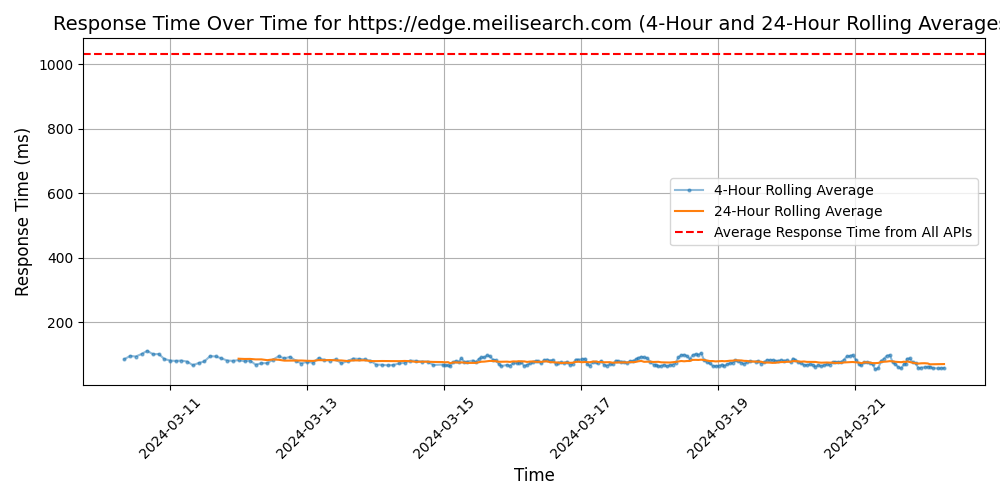 Response Time Over Time for https://edge.meilisearch.com (4-Hour and 24-Hour Rolling Averages
Response Time (ms)
1000
800
600
400
200
4-Hour Rolling Average
24-Hour Rolling Average
Average Response Time from All APIs
2024-03-11
2024-03-13
2024-03-15
2024-03-17
2024-03-19
2024-03-21
Time